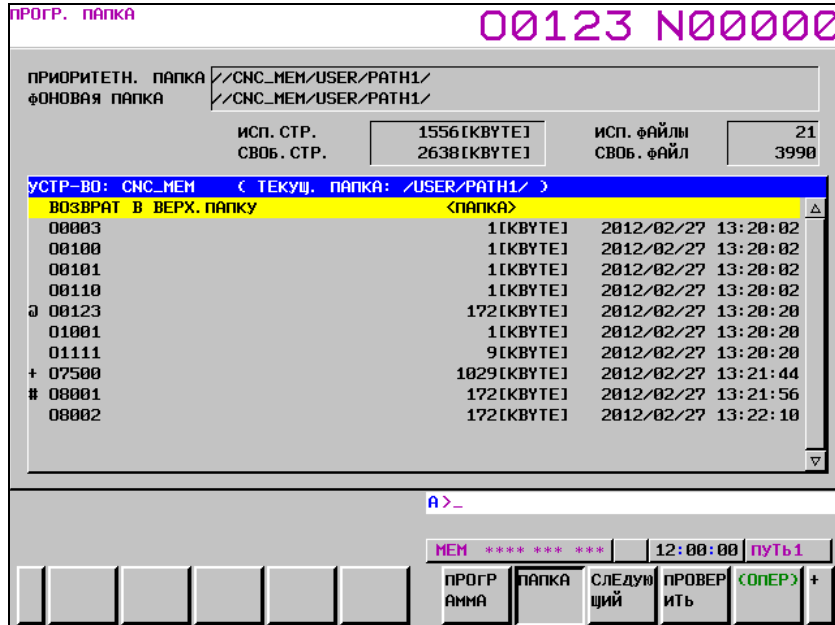 ПРОГР. ПАПКА
O0123 N00000
ПРИОРИТЕТН. ПАПКА //CNC_MEM/USER/PATH1/
ФОНОВАЯ ПАПКА //CNC_MEM/USER/PATH1/
ИСП. СТР. 1556[KBYTE] ИСП. ФАЙЛЫ 21
СВОБ. СТР. 2638[KBYTE] СВОБ. ФАЙЛ 3990
УСТР-ВО: CNC_MEM ( ТЕКУЩ. ПАПКА: /USER/PATH1/ )
ВОЗВРАТ В ВЕРХ. ПАПКУ <ПАПКА>
O0003 1[KBYTE] 2012/02/27 13:20:02
O0100 1[KBYTE] 2012/02/27 13:20:02
O0101 1[KBYTE] 2012/02/27 13:20:02
O0110 1[KBYTE] 2012/02/27 13:20:02
@ O0123 172[KBYTE] 2012/02/27 13:20:20
O1001 1[KBYTE] 2012/02/27 13:20:20
O1111 9[KBYTE] 2012/02/27 13:20:20
+ O7500 1029[KBYTE] 2012/02/27 13:21:44
# O8001 172[KBYTE] 2012/02/27 13:21:56
O8002 172[KBYTE] 2012/02/27 13:22:10
A>_
MEM **** *** *** 12:00:00 ПУТЬ1
ПРОГР ПАПКА СЛЕДУЮ ПРОВЕР (ОПЕР) +
АММА ЩИЙ ИТЬ